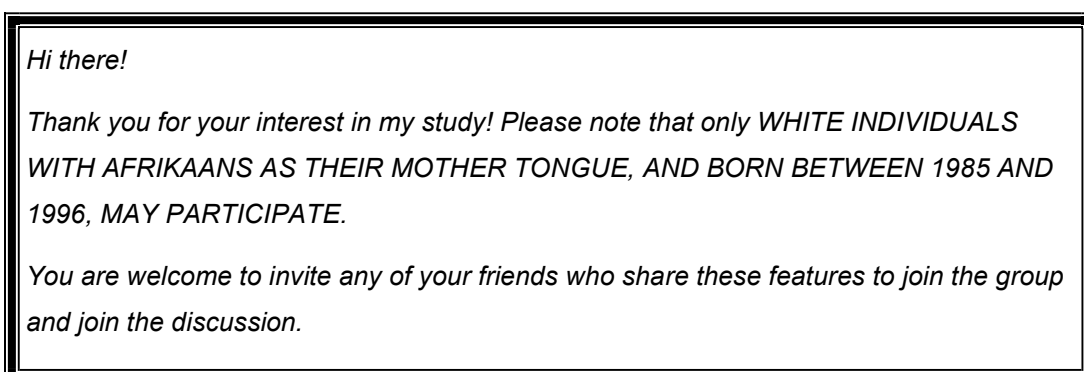 Hi there!
Thank you for your interest in my study! Please note that only WHITE INDIVIDUALS
WITH AFRIKAANS AS THEIR MOTHER TONGUE, AND BORN BETWEEN 1985 AND
1996, MAY PARTICIPATE.
You are welcome to invite any of your friends who share these features to join the group
and join the discussion.